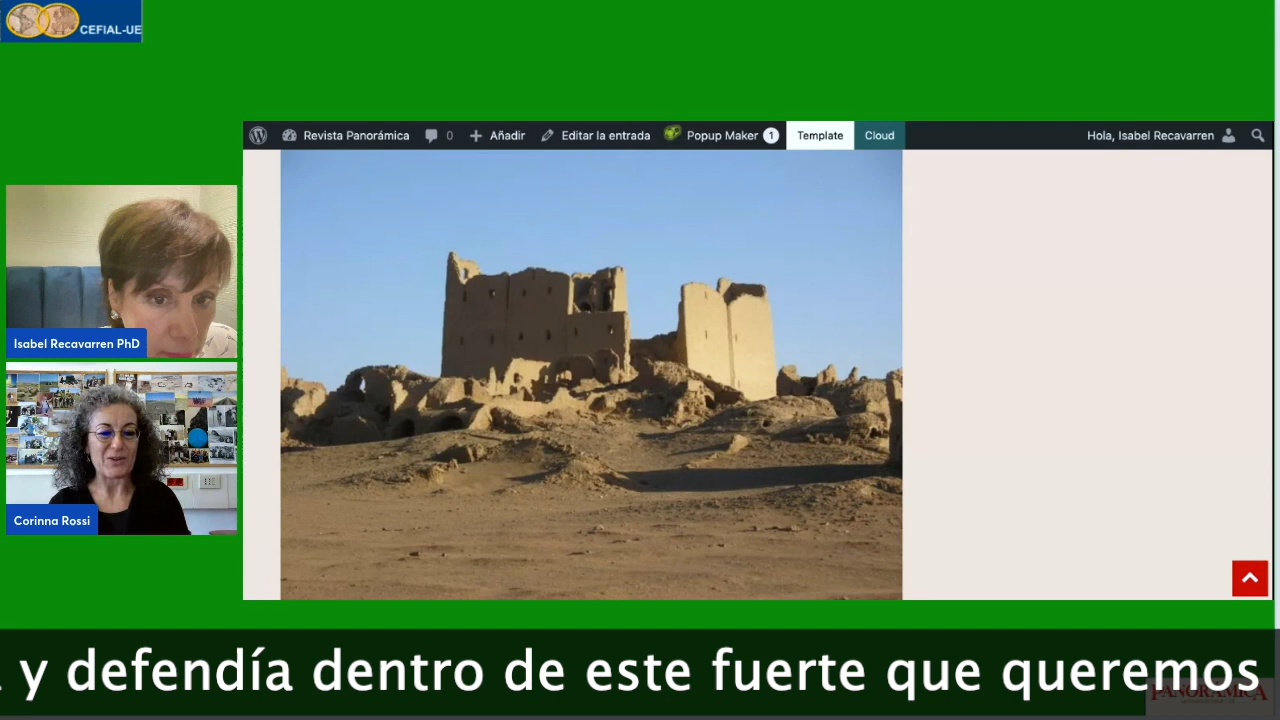 CEFIAL-UE
Revista Panorámica 0 Añadir Editar la entrada Popup Maker 1 Template Cloud Hola, Isabel Recavarren
Isabel Recavarren PhD
Corinna Rossi
y defendía dentro de este fuerte que queremos
PANORÁMICA